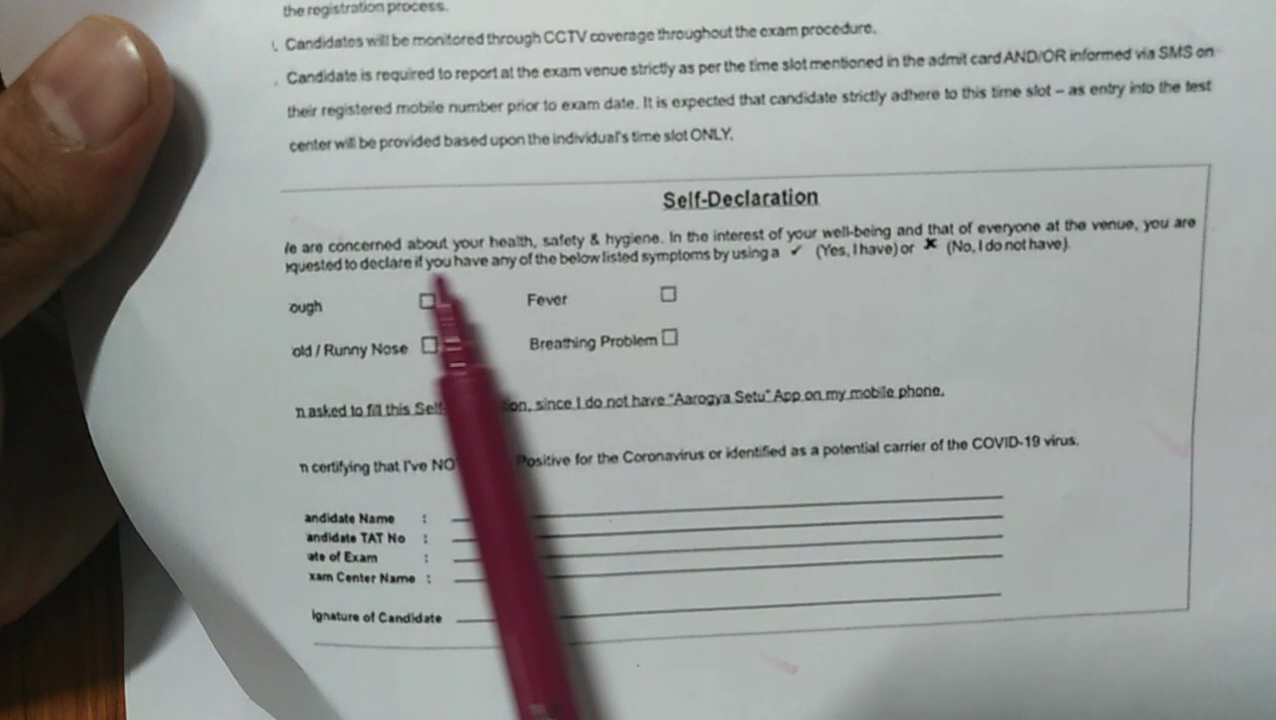 the registration process.
Candidates will be monitored through CCTV coverage throughout the exam procedure.
Candidate is required to report at the exam venue strictly as per the time slot mentioned in the admit card AND/OR informed via SMS on
their registered mobile number prior to exam date. It is expected that candidate strictly adhere to this time slot – as entry into the test
center will be provided based upon the individual's time slot ONLY.
Self-Declaration
are concerned about your health, safety & hygiene. In the interest of your well-being and that of everyone at the venue, you are
quested to declare if you have any of the below listed symptoms by using a ✓ (Yes, I have) or ✖ (No, I do not have).
ough ☐ Fever ☐
old / Runny Nose ☐ Breathing Problem ☐
asked to fill this Self- ion, since I do not have "Aarogya Setu" App on my mobile phone.
certifying that I've NO Positive for the Coronavirus or identified as a potential carrier of the COVID-19 virus.
andidate Name :
andidate TAT No :
ate of Exam :
xam Center Name :
ignature of Candidate